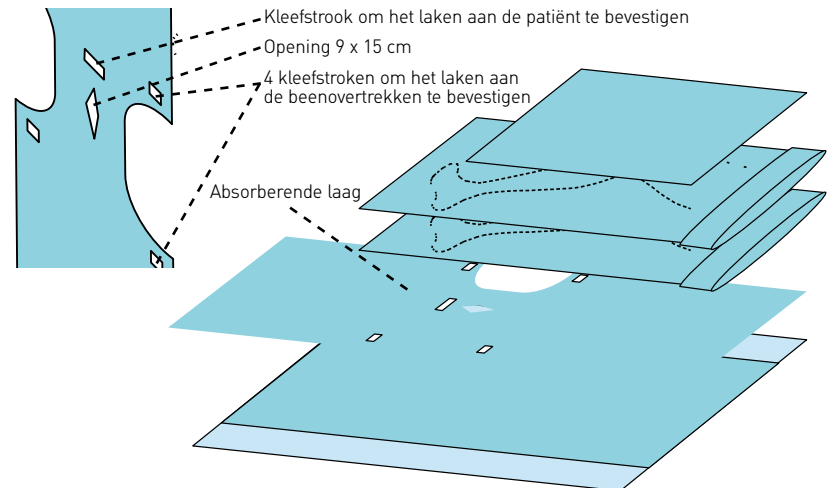 Kleefstrook om het laken aan de patiënt te bevestigen
Opening 9 x 15 cm
4 kleefstroken om het laken aan
de beenovertrekken te bevestigen
Absorberende laag